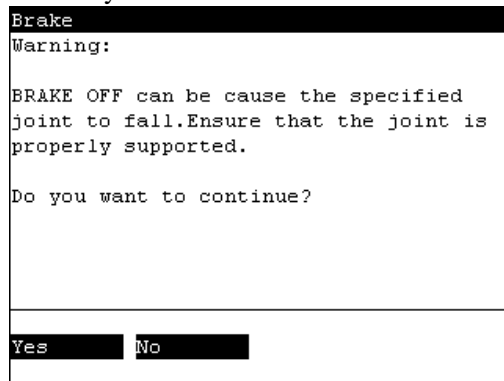 Brake
Warning:
BRAKE OFF can be cause the specified
joint to fall.Ensure that the joint is
properly supported.
Do you want to continue?
Yes No